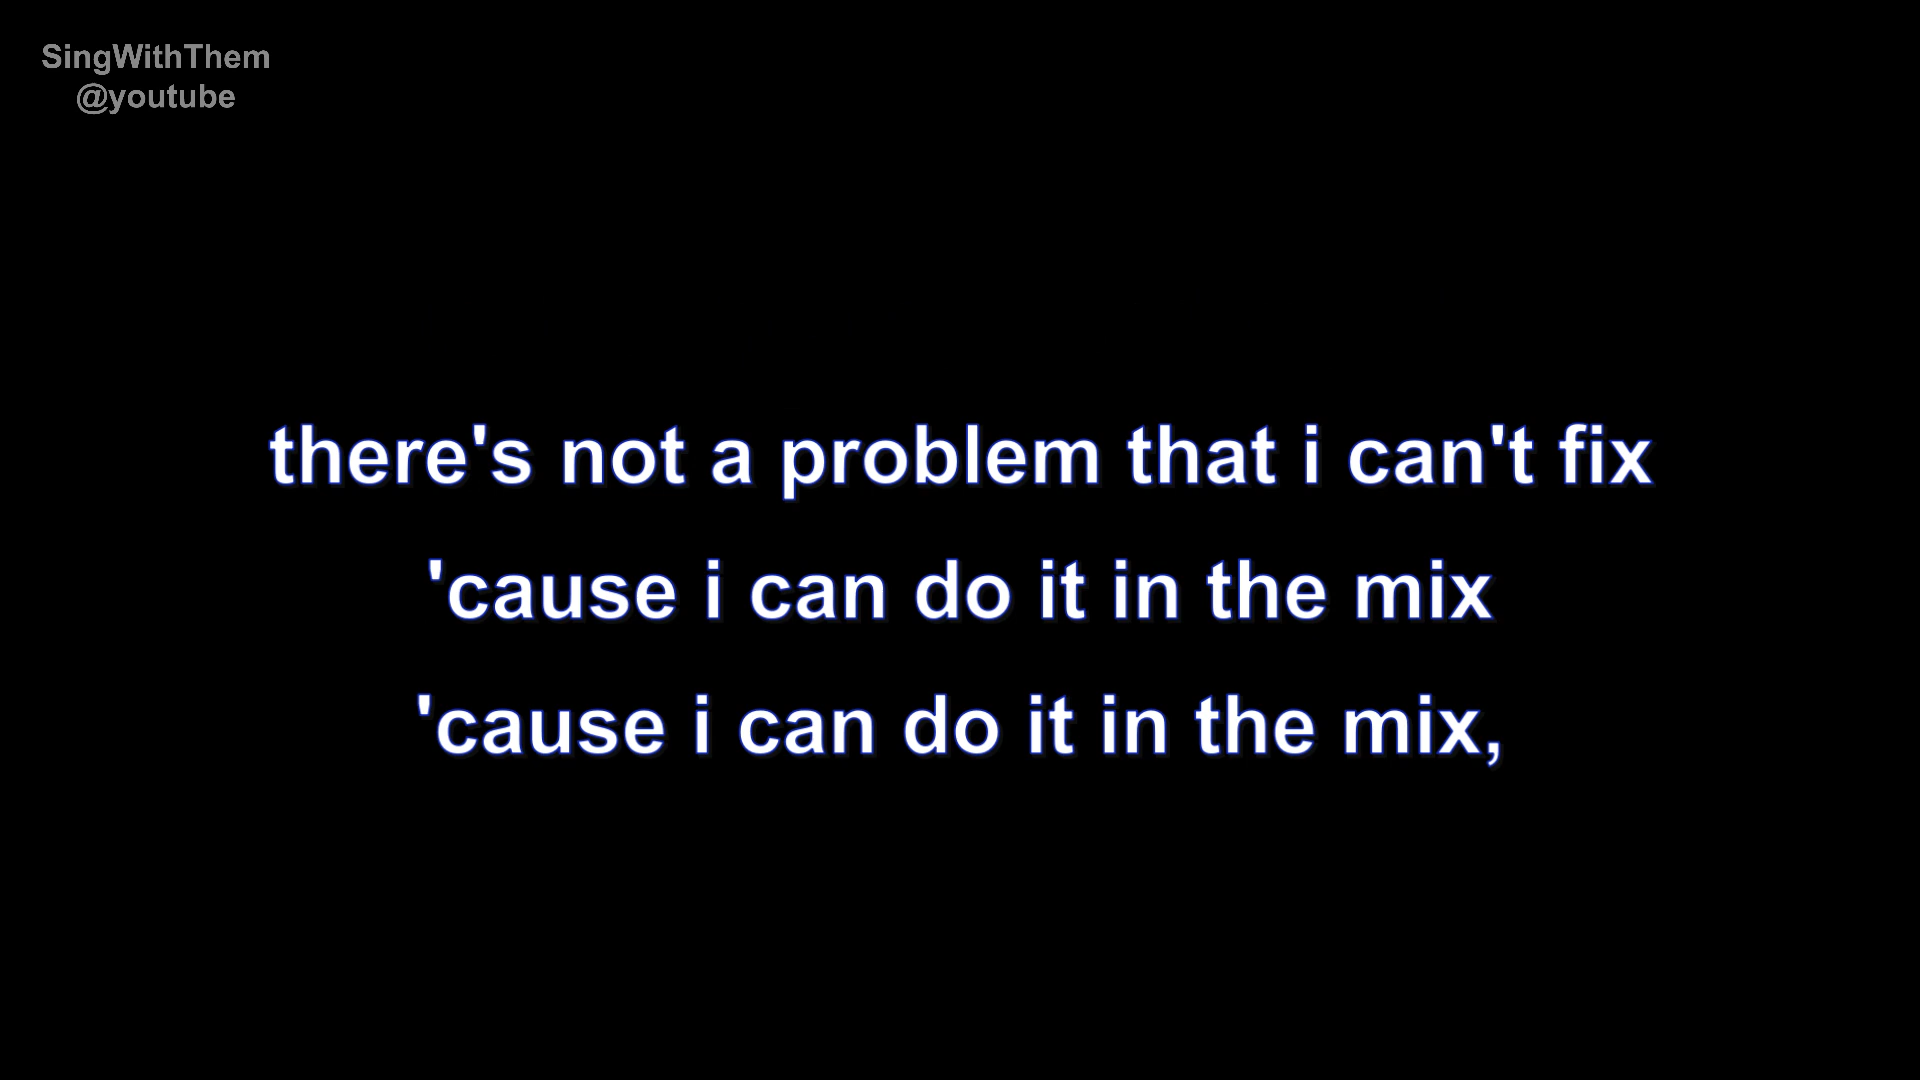 SingWithThem
@youtube
there's not a problem that i can't fix
'cause i can do it in the mix
'cause i can do it in the mix,